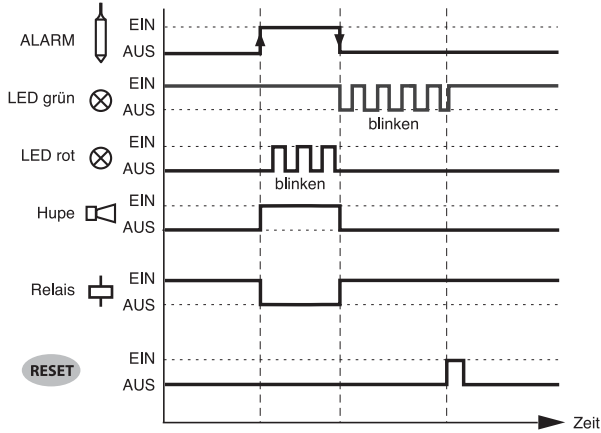 EIN
ALARM
AUS
EIN
LED grün
AUS
blinken
EIN
LED rot
AUS
blinken
EIN
Hupe
AUS
EIN
Relais
AUS
EIN
RESET
AUS
Zeit